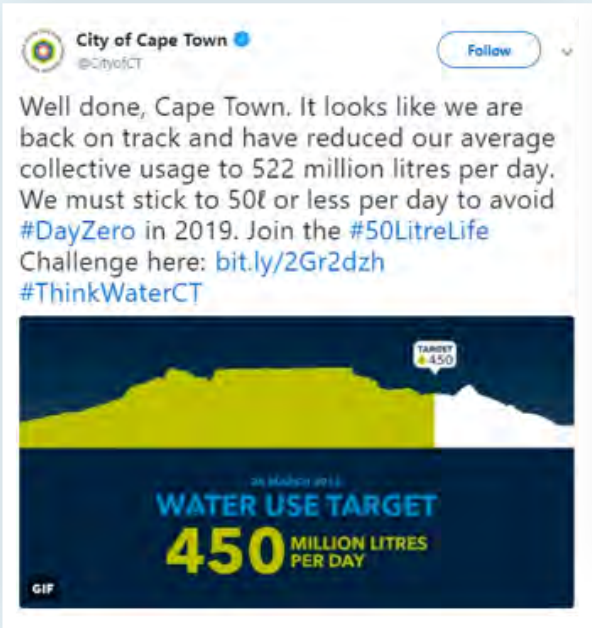 City of Cape Town
@CityofCT
Follow
Well done, Cape Town. It looks like we are
back on track and have reduced our average
collective usage to 522 million litres per day.
We must stick to 50ℓ or less per day to avoid
#DayZero in 2019. Join the #50LitreLife
Challenge here: bit.ly/2Gr2dzh
#ThinkWaterCT
TARGET
450
MARCH
WATER USE TARGET
450 MILLION LITRES
PER DAY
GIF